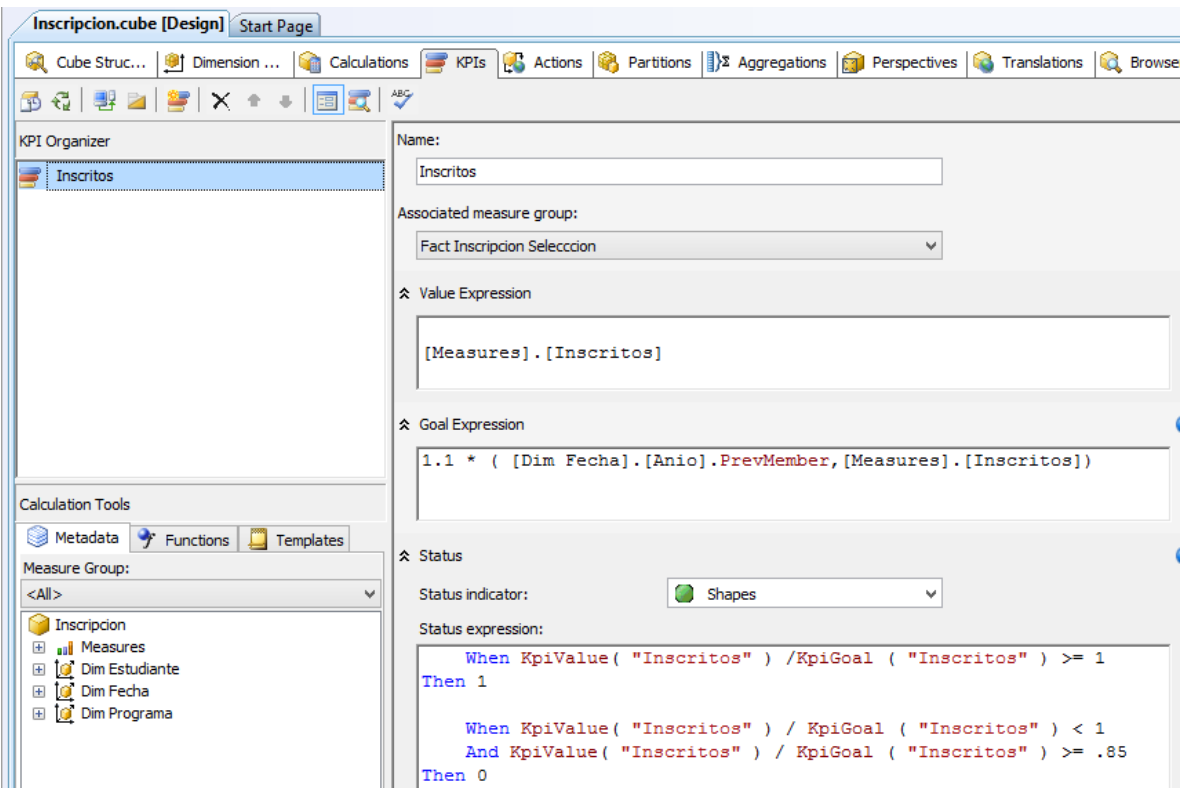 Inscripcion.cube [Design] Start Page
Cube Struc... Dimension ... Calculations KPIs Actions Partitions Aggregations Perspectives Translations Browse
ABC
KPI Organizer
Inscritos
Name:
Inscritos
Associated measure group:
Fact Inscripcion Selecccion
Value Expression
[Measures].[Inscritos]
Goal Expression
1.1 * ( [Dim Fecha].[Anio].PrevMember,[Measures].[Inscritos])
Status
Status indicator: Shapes
Status expression:
When KpiValue( "Inscritos" ) /KpiGoal ( "Inscritos" ) >= 1
Then 1
When KpiValue( "Inscritos" ) / KpiGoal ( "Inscritos" ) < 1
And KpiValue( "Inscritos" ) / KpiGoal ( "Inscritos" ) >= .85
Then 0
Calculation Tools
Metadata Functions Templates
Measure Group:
<All>
Inscripcion
Measures
Dim Estudiante
Dim Fecha
Dim Programa